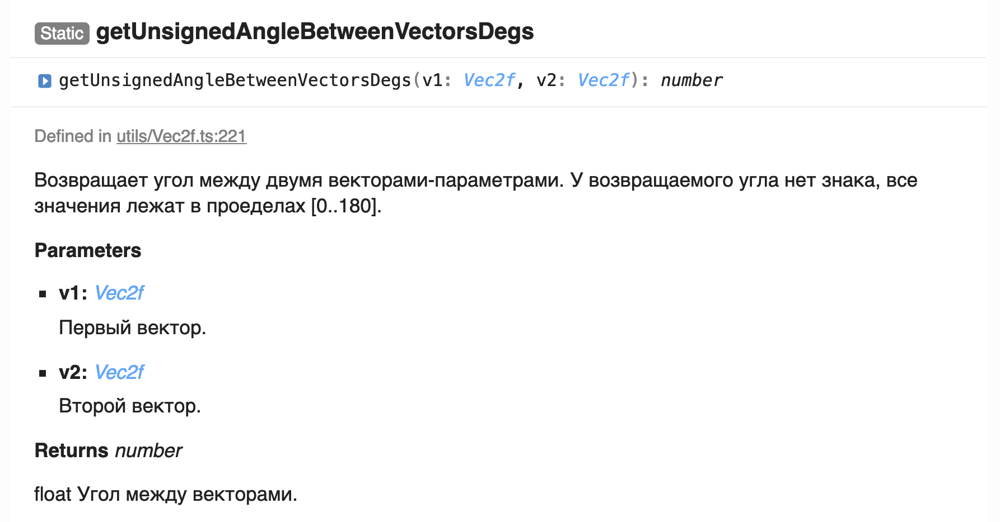 Static getUnsignedAngleBetweenVectorsDegs
getUnsignedAngleBetweenVectorsDegs(v1: Vec2f, v2: Vec2f): number
Defined in utils/Vec2f.ts:221
Возвращает угол между двумя векторами-параметрами. У возвращаемого угла нет знака, все
значения лежат в проеделах [0..180].
Parameters
v1: Vec2f
Первый вектор.
v2: Vec2f
Второй вектор.
Returns number
float Угол между векторами.